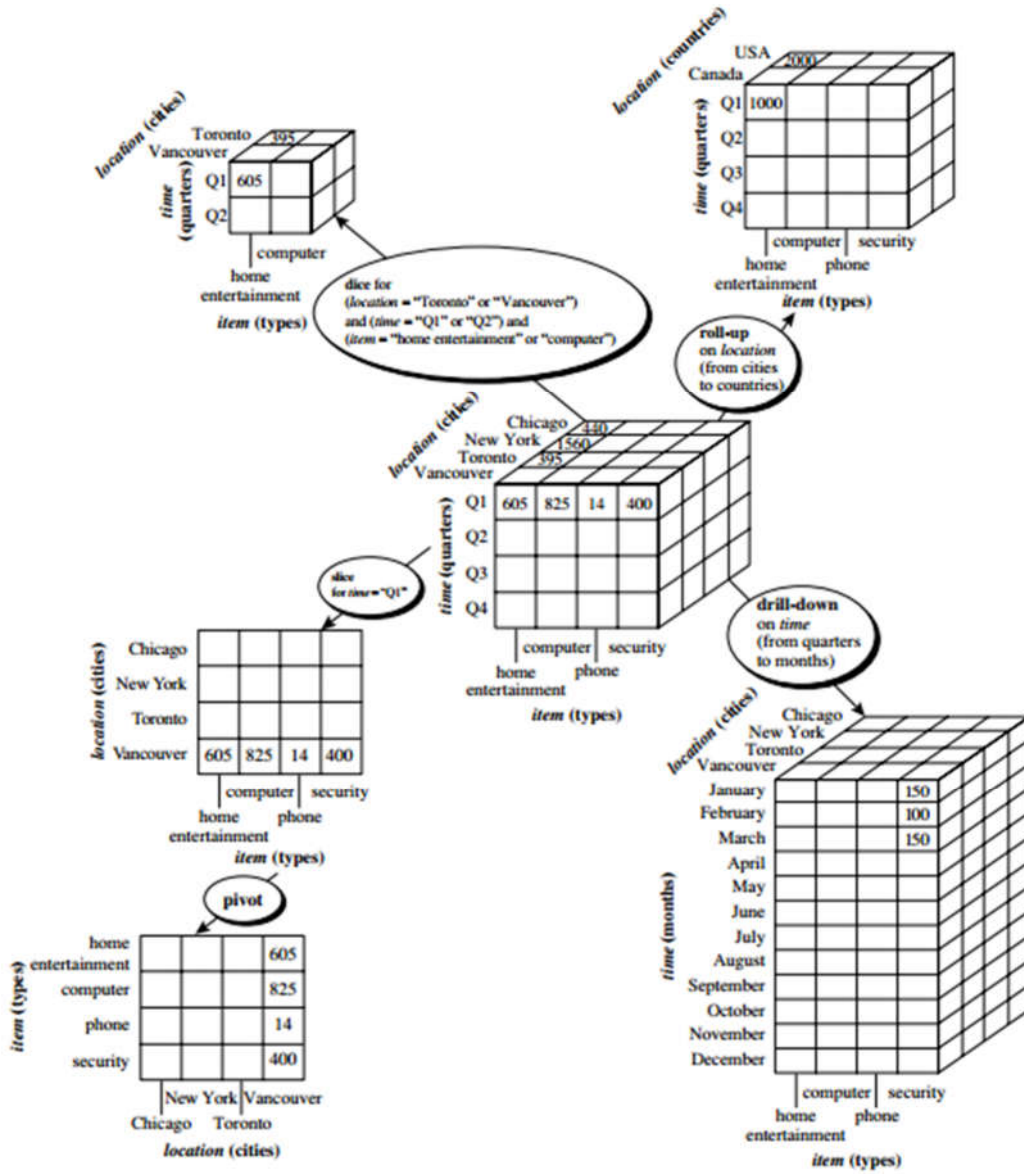 location (cities)
Toronto
Vancouver
395
time
(quarters)
Q1
605
Q2
computer
home
entertainment
item (types)
location (countries)
USA
Canada
2000
time (quarters)
Q1
1000
Q2
Q3
Q4
computer
security
home
entertainment
phone
item (types)
dice for
(location = “Toronto” or “Vancouver”)
and (time = “Q1” or “Q2”) and
(item = “home entertainment” or “computer”)
roll-up
on location
(from cities
to countries)
location (cities)
Chicago
New York
Toronto
Vancouver
440
1560
395
time (quarters)
Q1
605 825 14 400
Q2
Q3
Q4
computer
security
home
entertainment
phone
item (types)
slice
for time = “Q1”
drill-down
on time
(from quarters
to months)
location (cities)
Chicago
New York
Toronto
Vancouver
605 825 14 400
computer
security
home
entertainment
phone
item (types)
pivot
item (types)
home
entertainment
605
computer
825
phone
14
security
400
New York
Vancouver
Chicago
Toronto
location (cities)
location (cities)
Chicago
New York
Toronto
Vancouver
time (months)
January
150
February
100
March
150
April
May
June
July
August
September
October
November
December
computer
security
home
entertainment
phone
item (types)